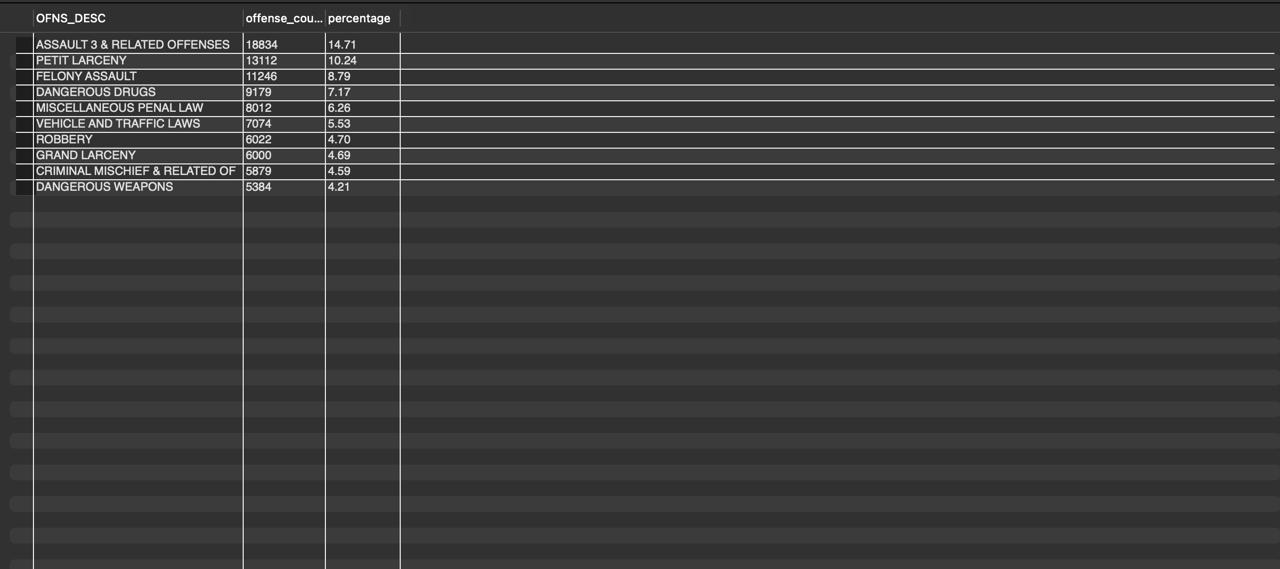 OFNS_DESC offense_cou... percentage
ASSAULT 3 & RELATED OFFENSES 18834 14.71
PETIT LARCENY 13112 10.24
FELONY ASSAULT 11246 8.79
DANGEROUS DRUGS 9179 7.17
MISCELLANEOUS PENAL LAW 8012 6.26
VEHICLE AND TRAFFIC LAWS 7074 5.53
ROBBERY 6022 4.70
GRAND LARCENY 6000 4.69
CRIMINAL MISCHIEF & RELATED OF 5879 4.59
DANGEROUS WEAPONS 5384 4.21